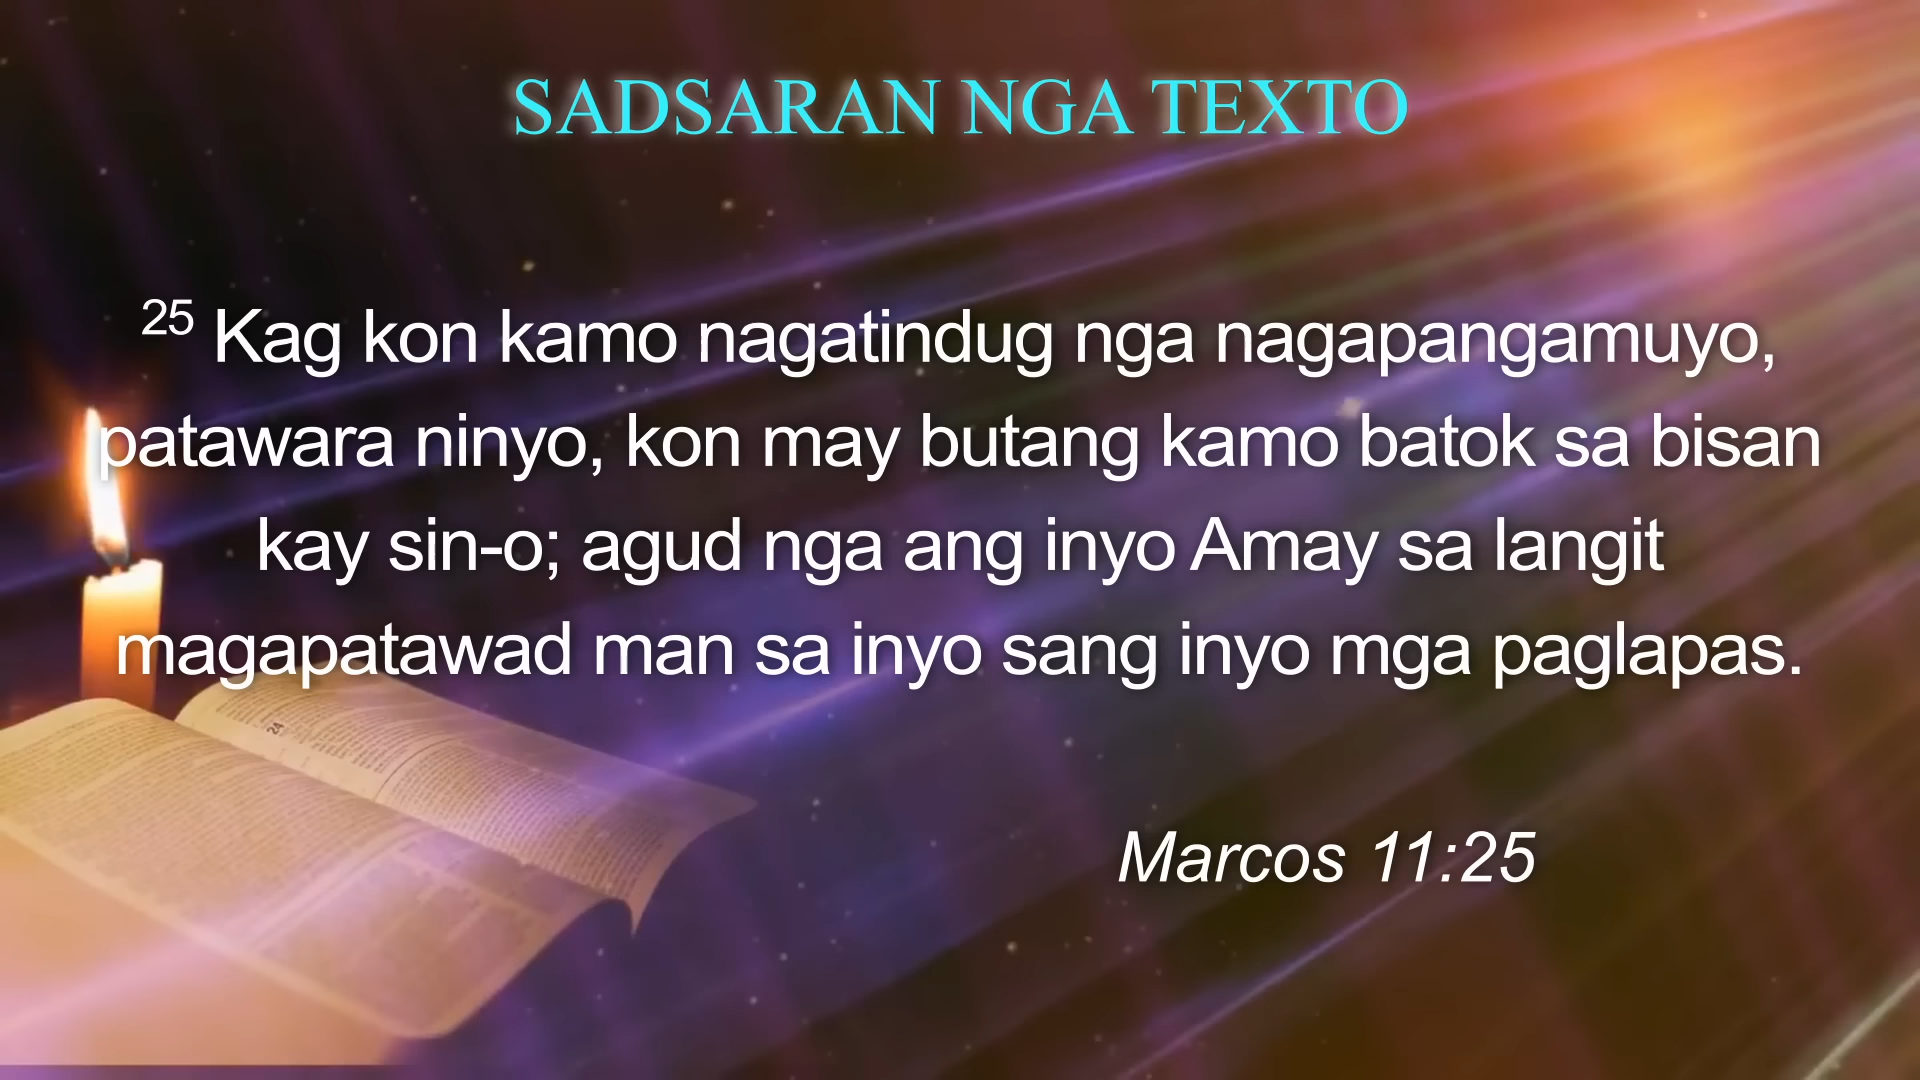 SADSARAN NGA TEXTO
25 Kag kon kamo nagatindug nga nagapangamuyo,
patawara ninyo, kon may butang kamo batok sa bisan
kay sin-o; agud nga ang inyo Amay sa langit
magapatawad man sa inyo sang inyo mga paglapas.
Marcos 11:25